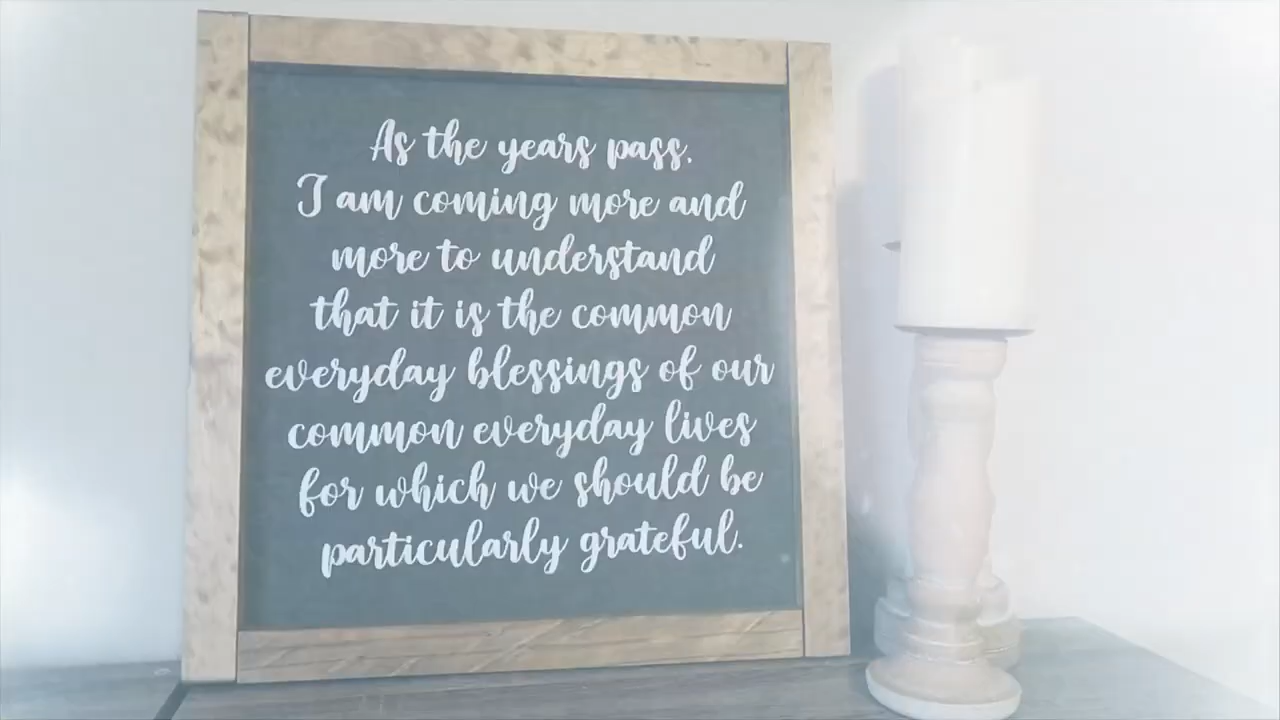 As the years pass.
I am coming more and
more to understand
that it is the common
everyday blessings of our
common everyday lives
for which we should be
particularly grateful.